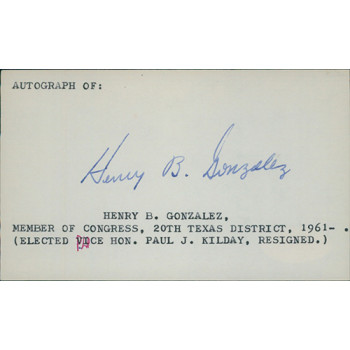 AUTOGRAPH OF:
Henry B. Gonzalez
HENRY B. GONZALEZ,
MEMBER OF CONGRESS, 20TH TEXAS DISTRICT, 1961- .
(ELECTED VICE HON. PAUL J. KILDAY, RESIGNED.)